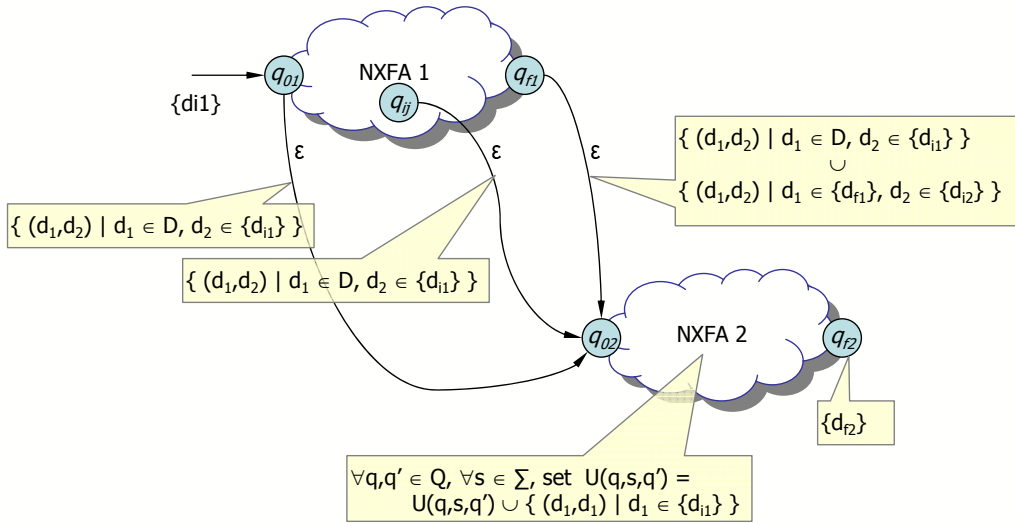 NXFA 1
q01
qf1
qij
{di1}
ε
ε
ε
{ (d1,d2) | d1 ∈ D, d2 ∈ {di1} }
∪
{ (d1,d2) | d1 ∈ {df1}, d2 ∈ {di2} }
{ (d1,d2) | d1 ∈ D, d2 ∈ {di1} }
{ (d1,d2) | d1 ∈ D, d2 ∈ {di1} }
q02
NXFA 2
qf2
{df2}
∀q,q’ ∈ Q, ∀s ∈ ∑, set U(q,s,q’) =
U(q,s,q’) ∪ { (d1,d1) | d1 ∈ {di1} }